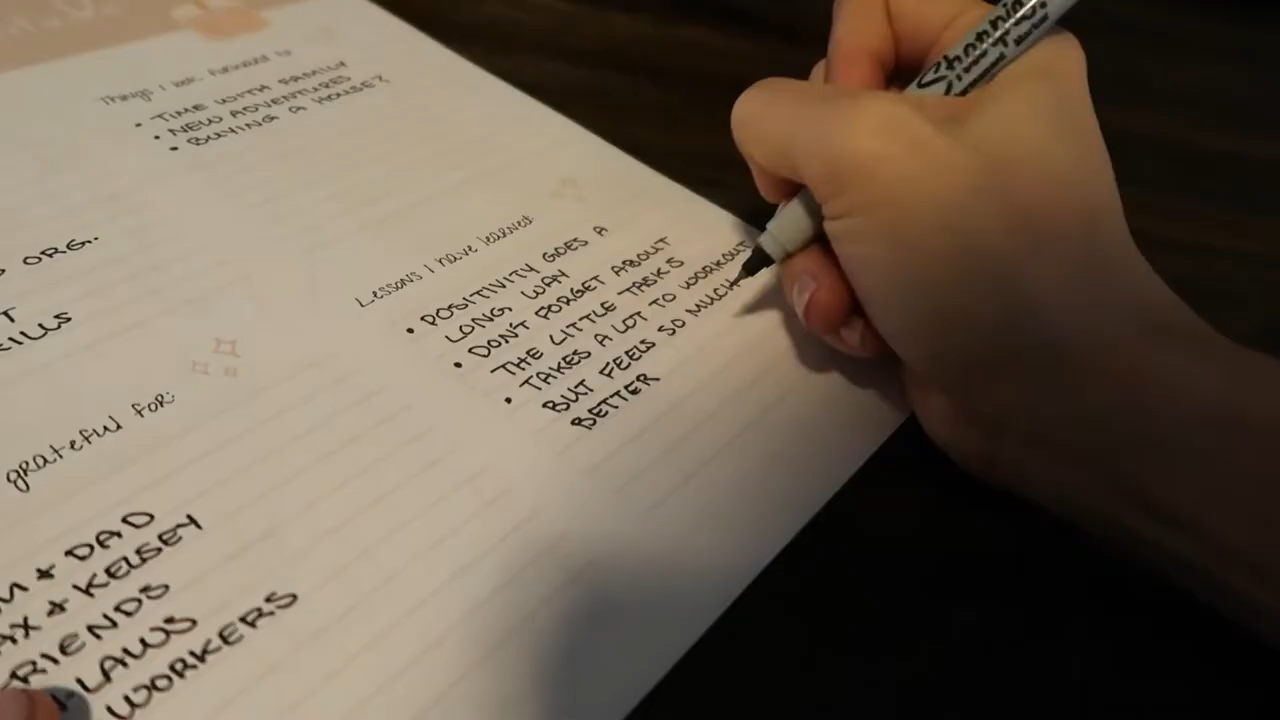 Things I look forward to
• TIME WITH FAMILY
• NEW ADVENTURES
• BUYING A HOUSE?
ORG.
T
Lessons I have learned
• POSITIVITY GOES A
LONG WAY
• DON'T FORGET ABOUT
THE LITTLE TASKS
• TAKES A LOT TO WORKOUT
BUT FEELS SO MUCH
BETTER
grateful for:
& DAD
& KELSEY
FRIENDS
LAWS
WORKERS
Sharpie